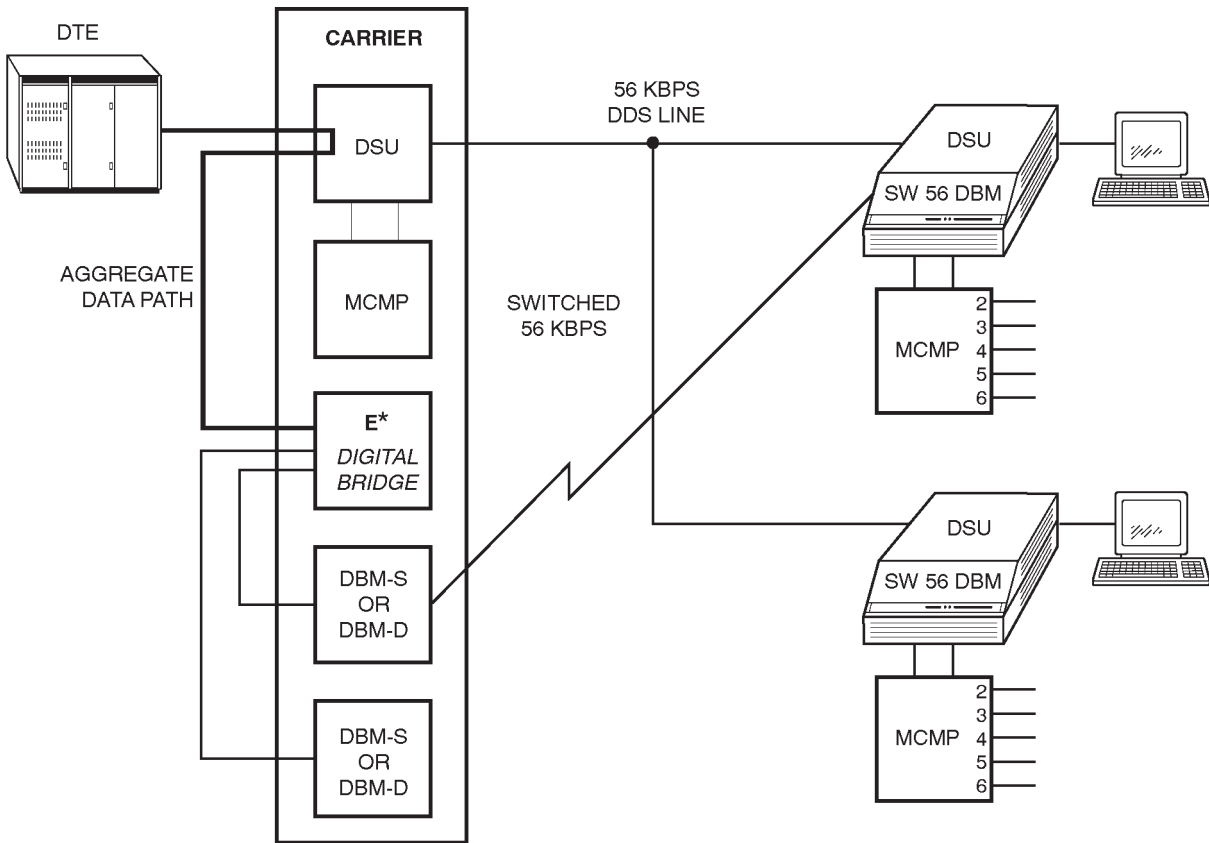 DTE
CARRIER
DSU
MCMP
AGGREGATE
DATA PATH
E*
DIGITAL
BRIDGE
DBM-S
OR
DBM-D
DBM-S
OR
DBM-D
56 KBPS
DDS LINE
SWITCHED
56 KBPS
DSU
SW 56 DBM
MCMP
2
3
4
5
6
DSU
SW 56 DBM
MCMP
2
3
4
5
6